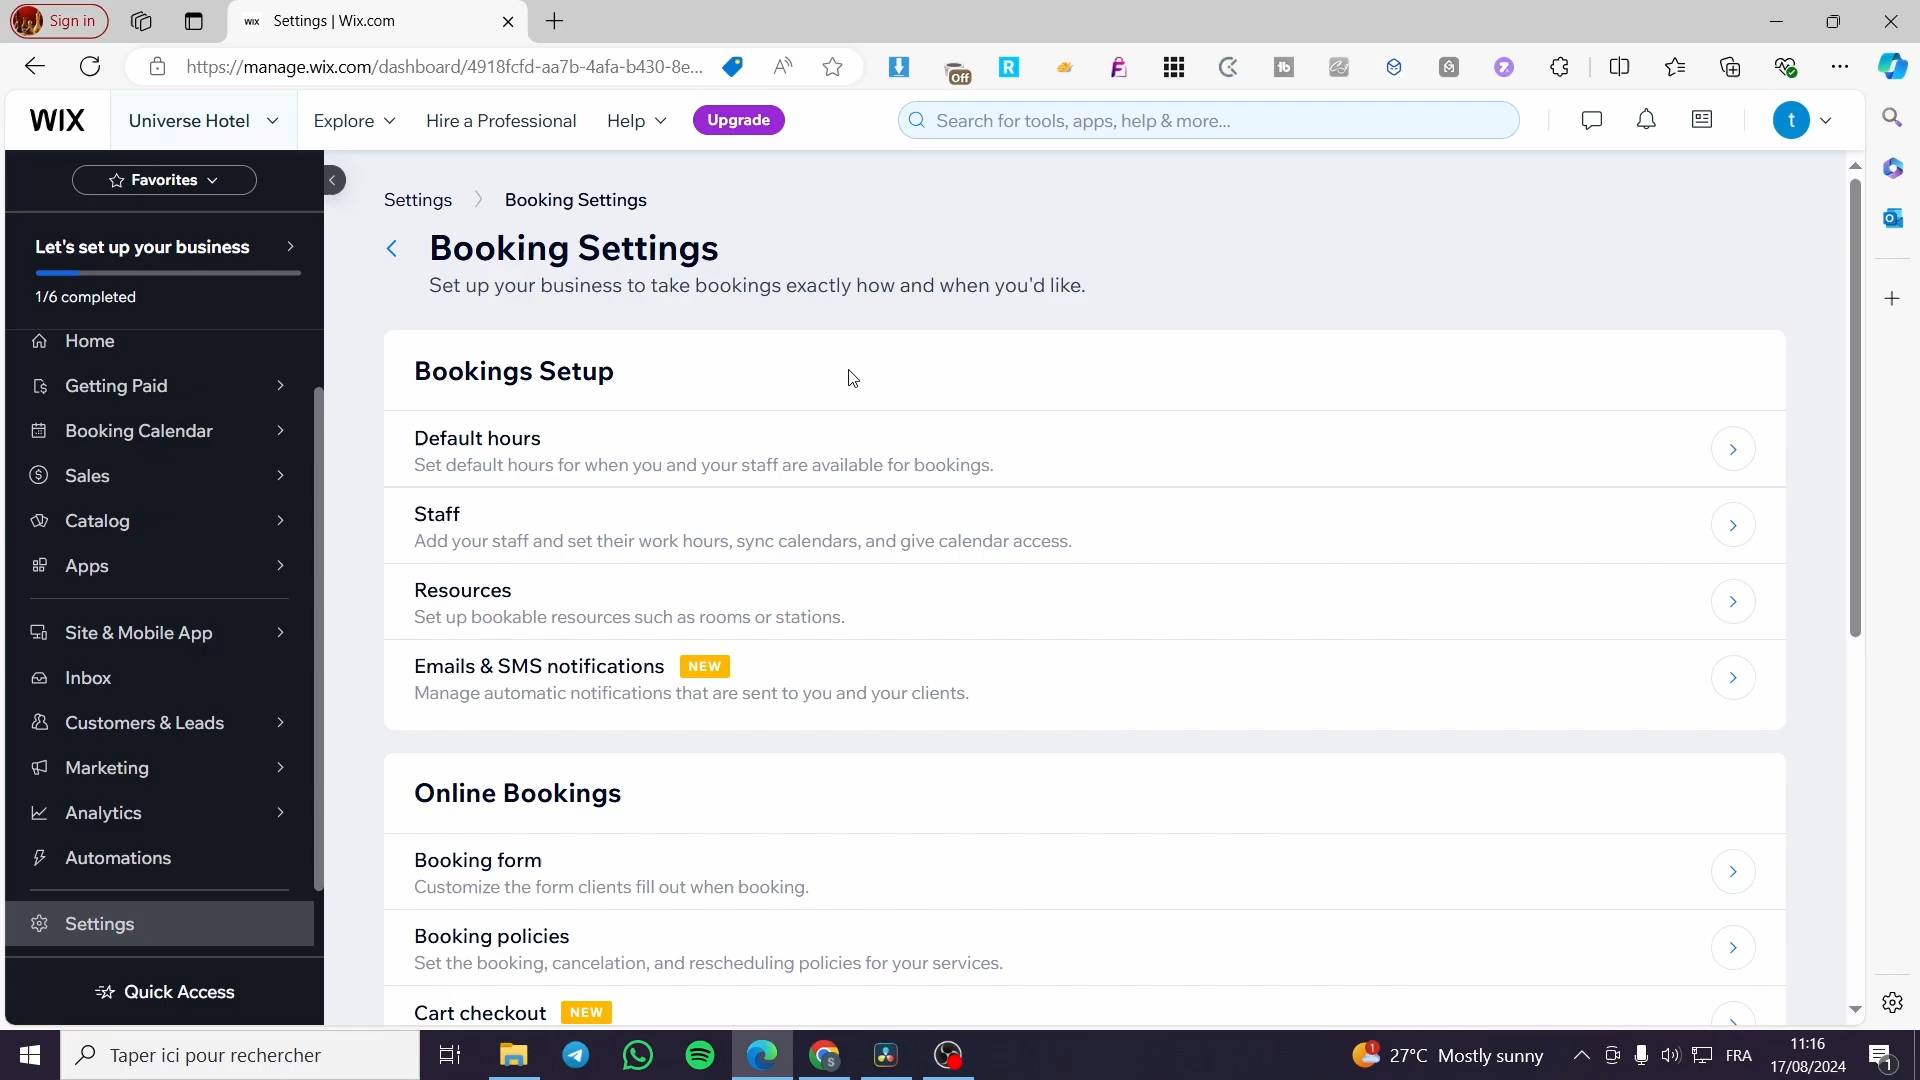 Sign in
WIX Settings | Wix.com
https://manage.wix.com/dashboard/4918fcfd-aa7b-4afa-b430-8e...
Off
WIX
Universe Hotel
Explore
Hire a Professional
Help
Upgrade
Search for tools, apps, help & more...
t
Favorites
Let's set up your business
1/6 completed
Home
Getting Paid
Booking Calendar
Sales
Catalog
Apps
Site & Mobile App
Inbox
Customers & Leads
Marketing
Analytics
Automations
Settings
Quick Access
Settings > Booking Settings
Booking Settings
Set up your business to take bookings exactly how and when you'd like.
Bookings Setup
Default hours
Set default hours for when you and your staff are available for bookings.
Staff
Add your staff and set their work hours, sync calendars, and give calendar access.
Resources
Set up bookable resources such as rooms or stations.
Emails & SMS notifications NEW
Manage automatic notifications that are sent to you and your clients.
Online Bookings
Booking form
Customize the form clients fill out when booking.
Booking policies
Set the booking, cancelation, and rescheduling policies for your services.
Cart checkout NEW
Taper ici pour rechercher
27°C Mostly sunny
FRA
11:16
17/08/2024